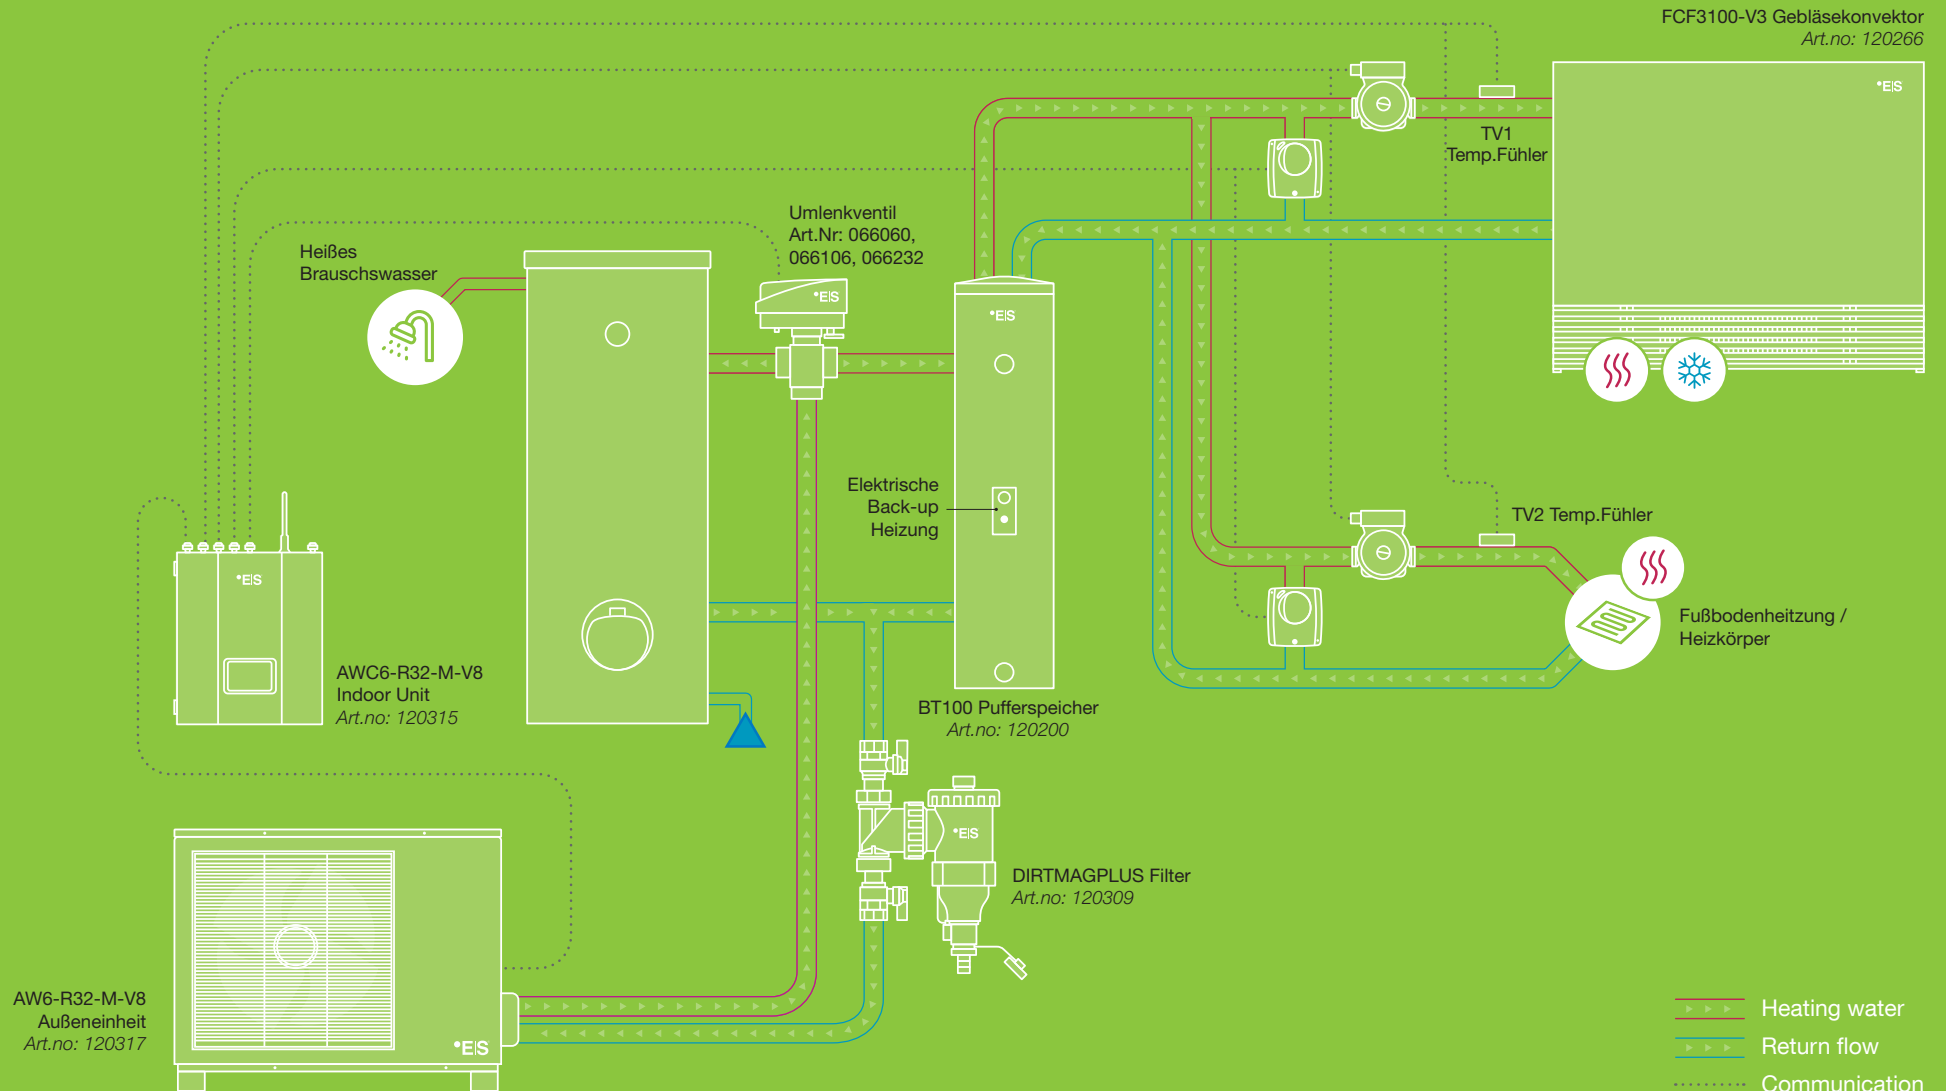 FCF3100-V3 Gebläsekonvektor
Art.no: 120266
°E|S
TV1
Temp.Fühler
Umlenkventil
Art.Nr: 066060,
066106, 066232
Heißes
Brauschswasser
°E|S
°E|S
Elektrische
Back-up
Heizung
TV2 Temp.Fühler
°E|S
Fußbodenheitzung /
Heizkörper
AWC6-R32-M-V8
Indoor Unit
Art.no: 120315
BT100 Pufferspeicher
Art.no: 120200
°E|S
DIRTMAGPLUS Filter
Art.no: 120309
AW6-R32-M-V8
Außeneinheit
Art.no: 120317
°E|S
Heating water
Return flow
Communication